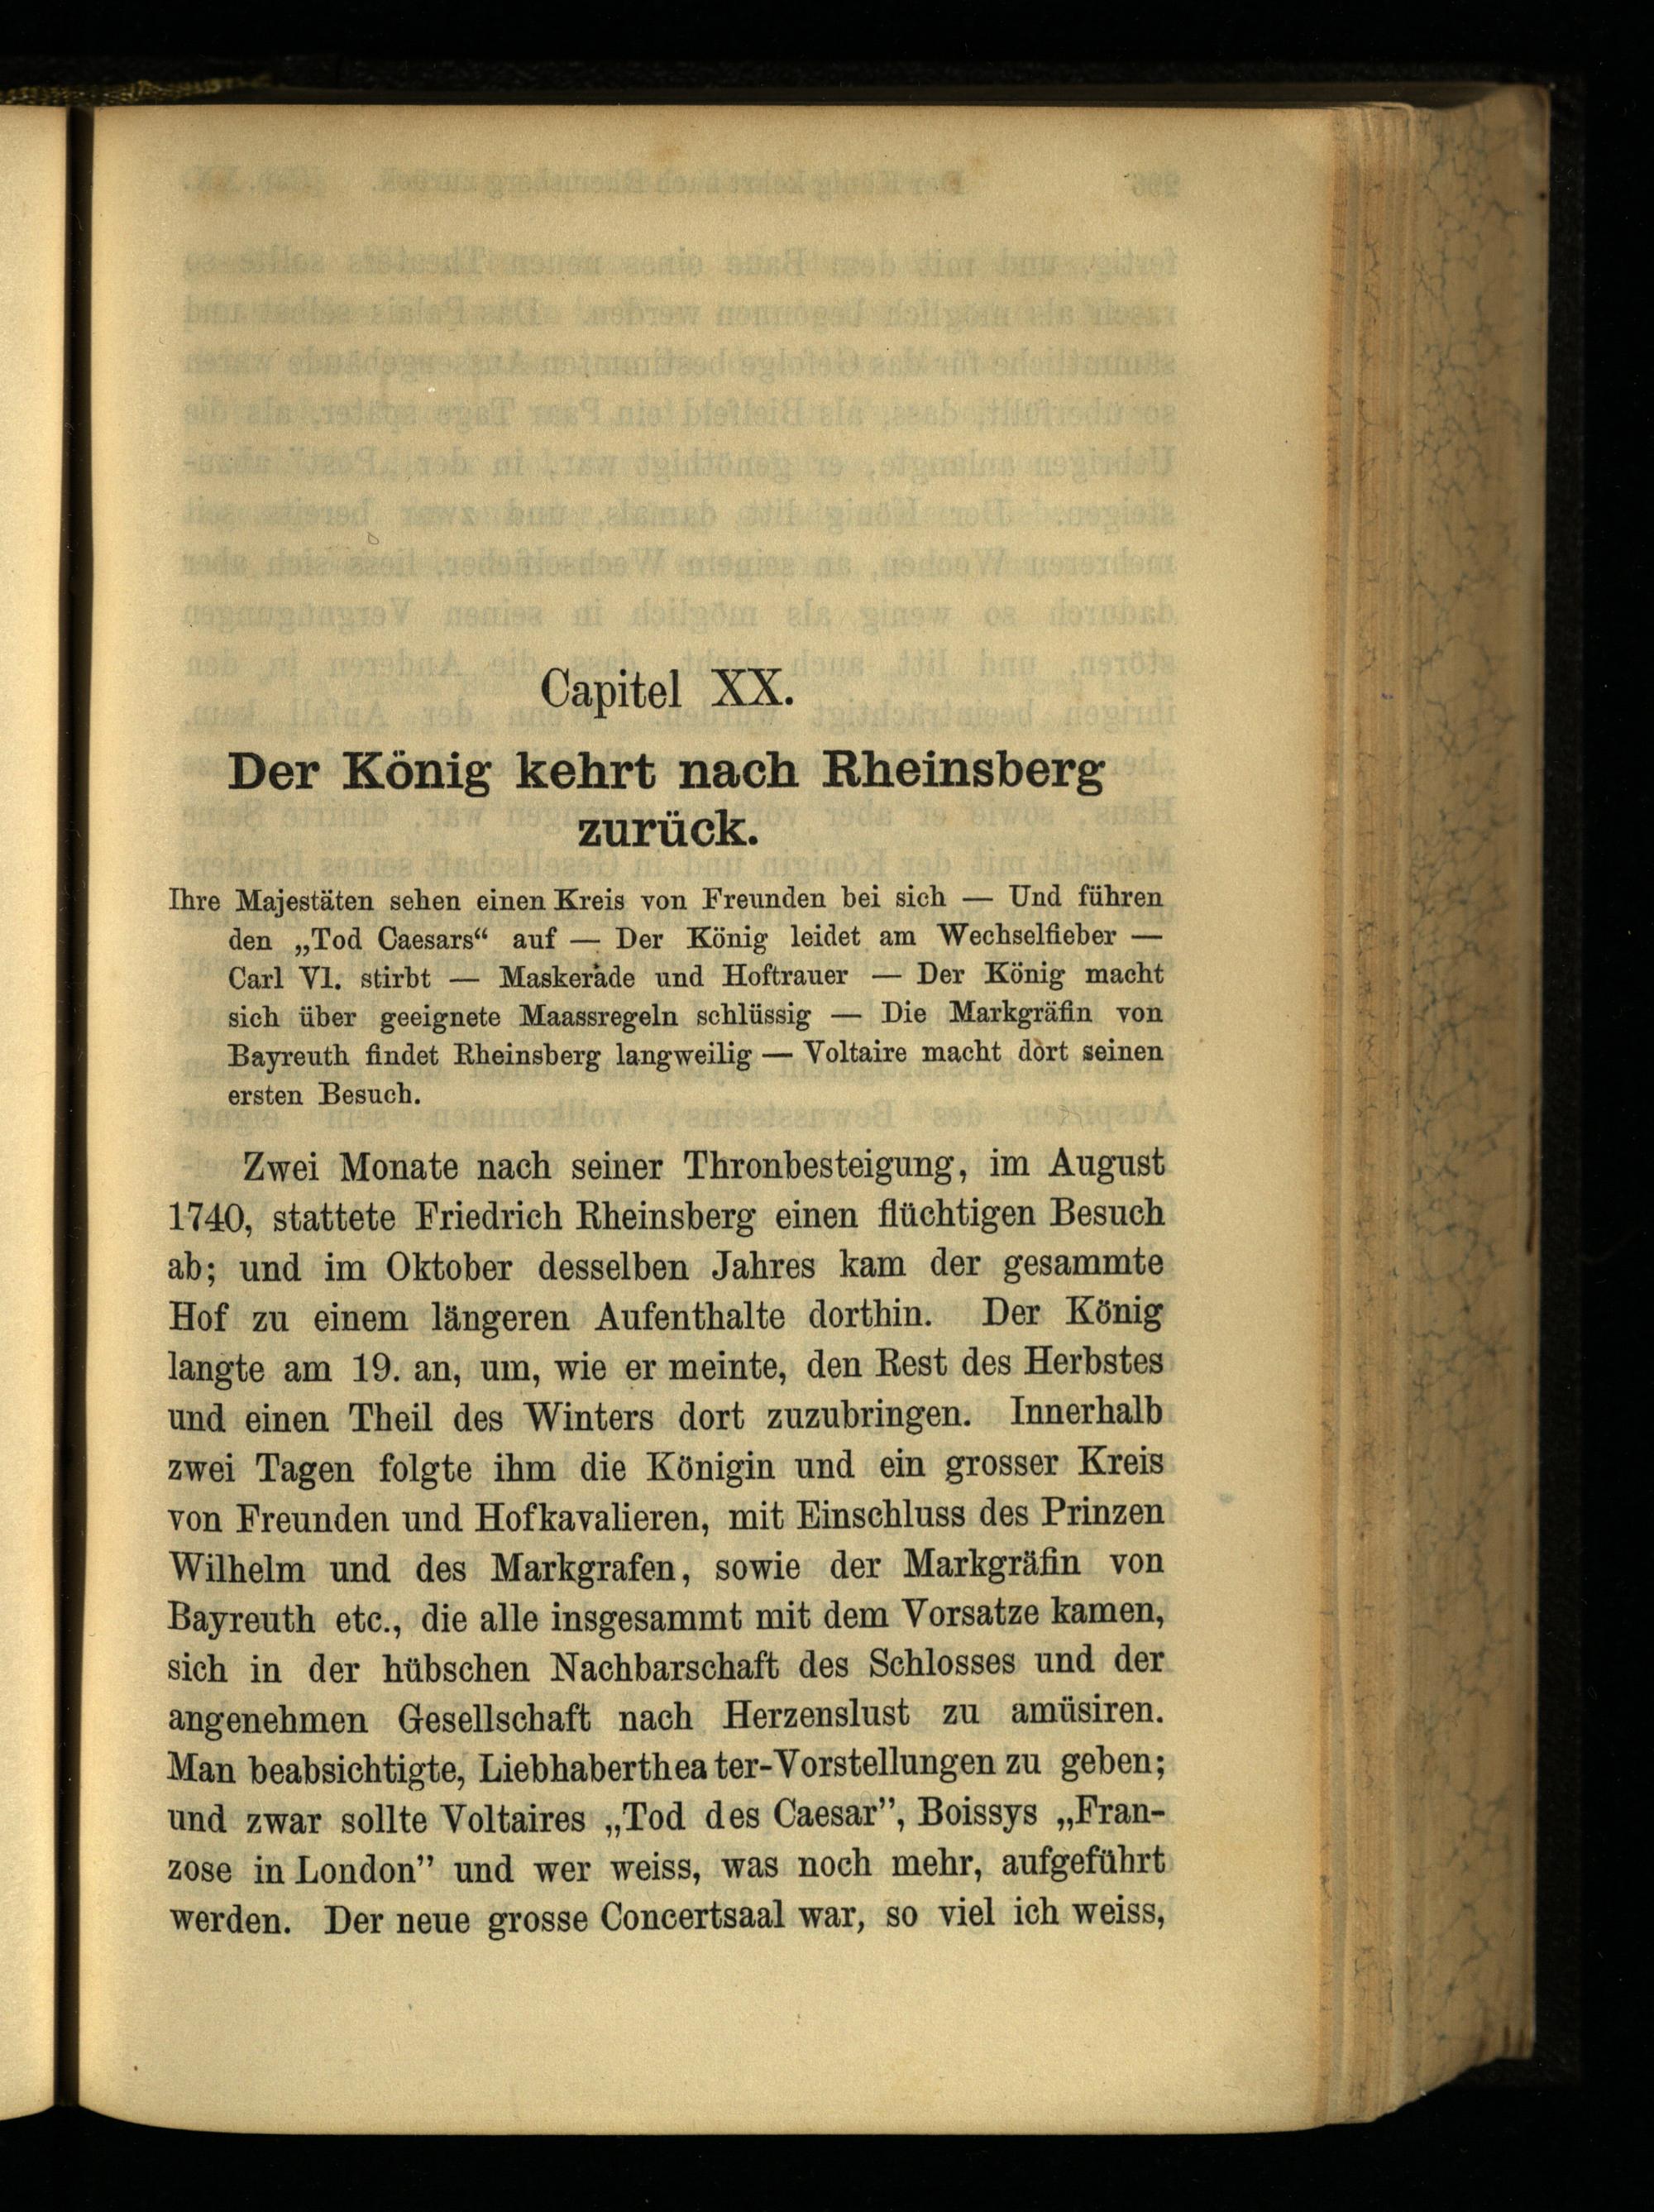 Capitel XX.
Der König kehrt nach Rheinsberg
zurück.
Ihre Majestäten sehen einen Kreis von Freunden bei sich — Und führen
den „Tod Caesars“ auf — Der König leidet am Wechselfieber —
Carl VI. stirbt — Maskerade und Hoftrauer — Der König macht
sich über geeignete Maassregeln schlüssig — Die Markgräfin von
Bayreuth findet Rheinsberg langweilig — Voltaire macht dort seinen
ersten Besuch.
Zwei Monate nach seiner Thronbesteigung, im August
1740, stattete Friedrich Rheinsberg einen flüchtigen Besuch
ab; und im Oktober desselben Jahres kam der gesammte
Hof zu einem längeren Aufenthalte dorthin. Der König
langte am 19. an, um, wie er meinte, den Rest des Herbstes
und einen Theil des Winters dort zuzubringen. Innerhalb
zwei Tagen folgte ihm die Königin und ein grosser Kreis
von Freunden und Hofkavalieren, mit Einschluss des Prinzen
Wilhelm und des Markgrafen, sowie der Markgräfin von
Bayreuth etc., die alle insgesammt mit dem Vorsatze kamen,
sich in der hübschen Nachbarschaft des Schlosses und der
angenehmen Gesellschaft nach Herzenslust zu amüsiren.
Man beabsichtigte, Liebhabertheater-Vorstellungen zu geben;
und zwar sollte Voltaires „Tod des Caesar”, Boissys „Fran-
zose in London” und wer weiss, was noch mehr, aufgeführt
werden. Der neue grosse Concertsaal war, so viel ich weiss,